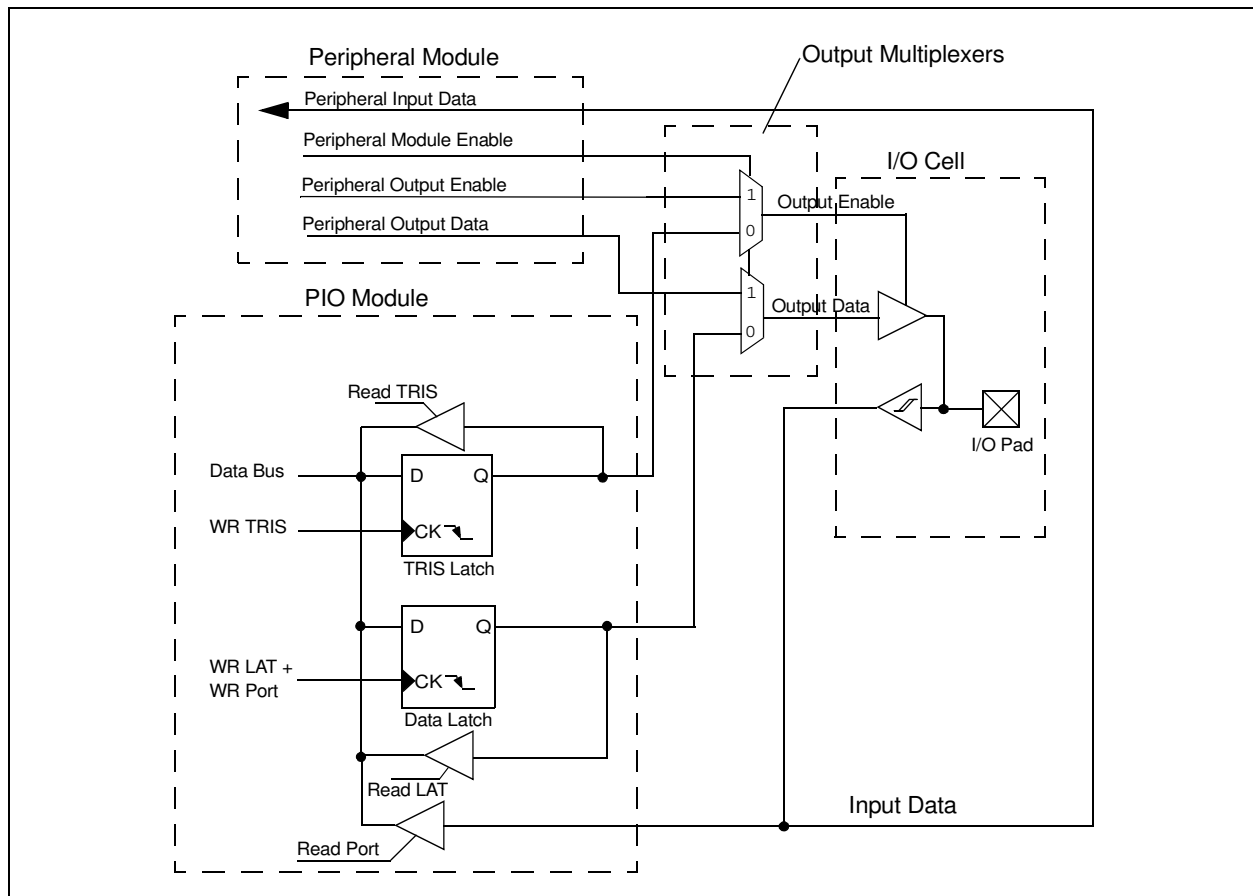 Peripheral Module
Output Multiplexers
Peripheral Input Data
Peripheral Module Enable
I/O Cell
Peripheral Output Enable
1
Output Enable
Peripheral Output Data
0
PIO Module
1
Output Data
0
Read TRIS
I/O Pad
Data Bus
D
Q
WR TRIS
CK
TRIS Latch
D
Q
WR LAT +
WR Port
CK
Data Latch
Read LAT
Input Data
Read Port